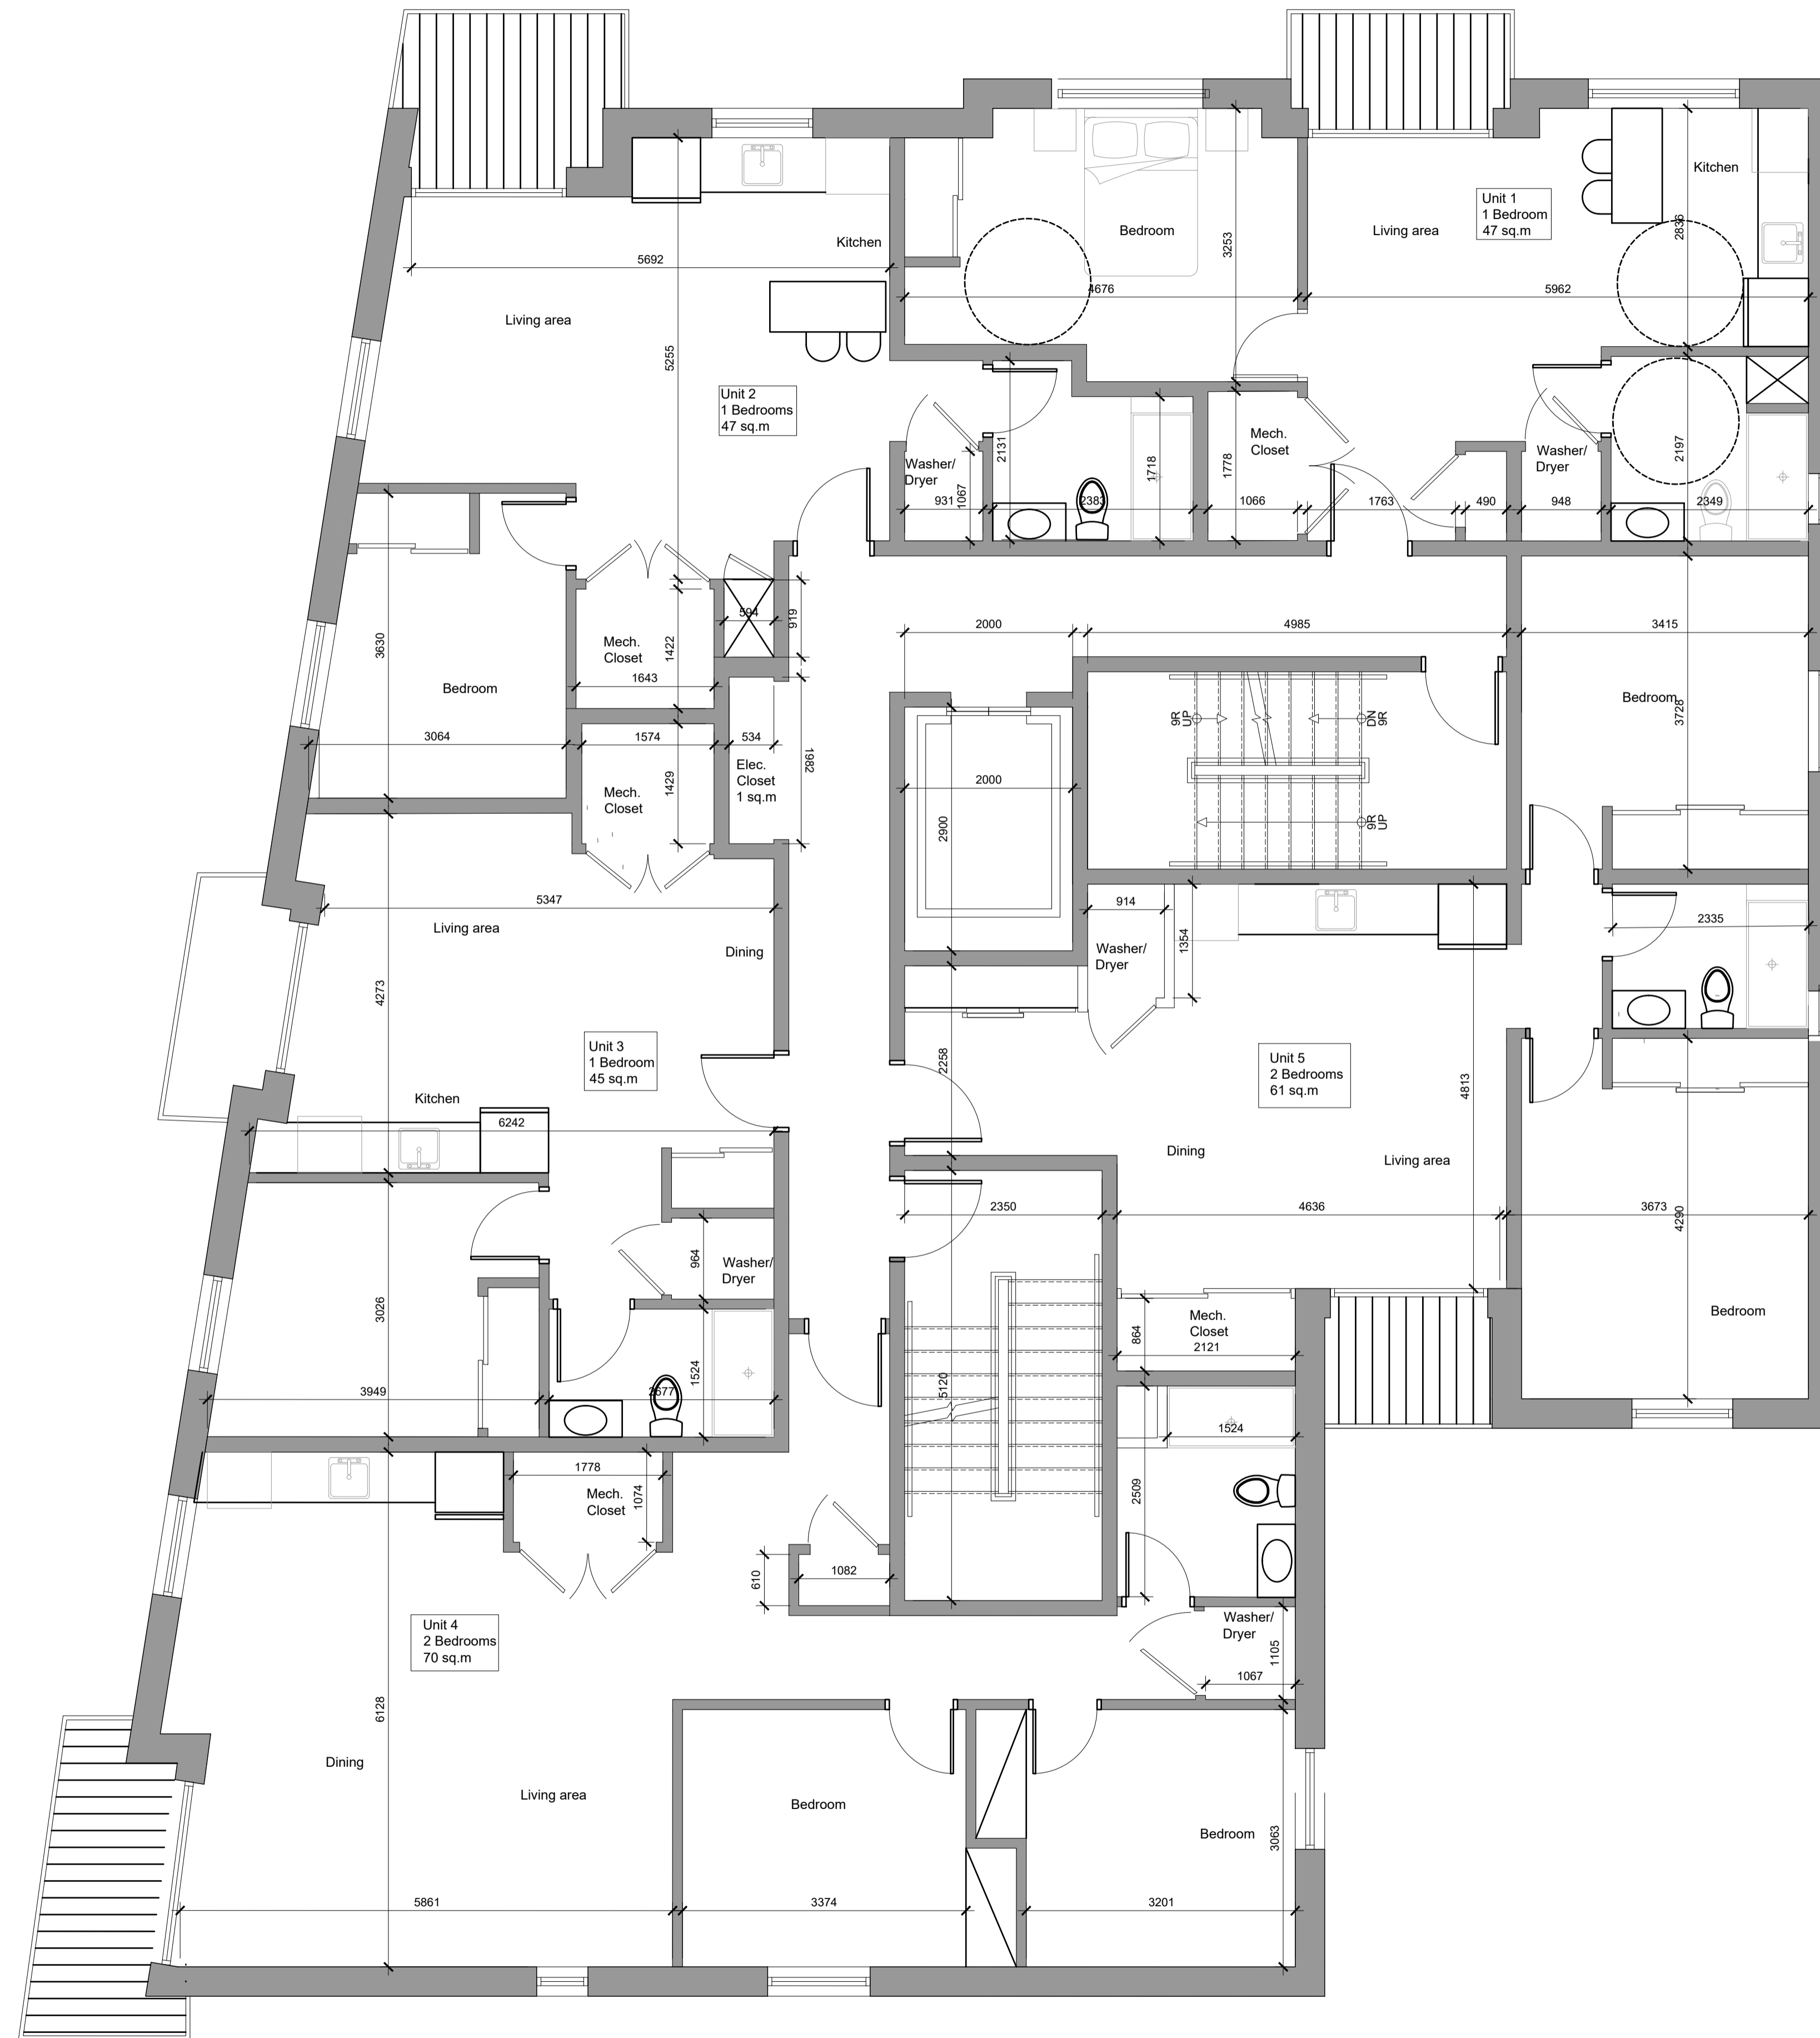 Kitchen
Unit 1
1 Bedroom
47 sq.m
Living area
Bedroom
2836
3253
Kitchen
5692
4676
5962
Living area
5255
Unit 2
1 Bedrooms
47 sq.m
Mech.
Closet
Washer/
Dryer
2131
1718
1778
2197
Washer/
Dryer
931
1067
2383
1066
1763
490
948
2349
594
919
2000
4985
3415
3630
Mech.
Closet
1422
1643
Bedroom
Bedroom
3728
9R
UP
DN
9R
3064
1574
534
1982
Elec.
Closet
1 sq.m
1429
Mech.
Closet
2000
2900
9R
UP
5347
914
2335
Living area
Dining
1354
Washer/
Dryer
4273
Unit 3
1 Bedroom
45 sq.m
2258
Unit 5
2 Bedrooms
61 sq.m
4813
Kitchen
6242
Dining
Living area
2350
4636
3673
4290
964
Washer/
Dryer
3026
Mech.
Closet
2121
864
Bedroom
1524
3949
2677
5120
1524
1778
1074
Mech.
Closet
2509
610
1082
Unit 4
2 Bedrooms
70 sq.m
Washer/
Dryer
1105
1067
6128
Dining
Living area
Bedroom
Bedroom
3063
5861
3374
3201